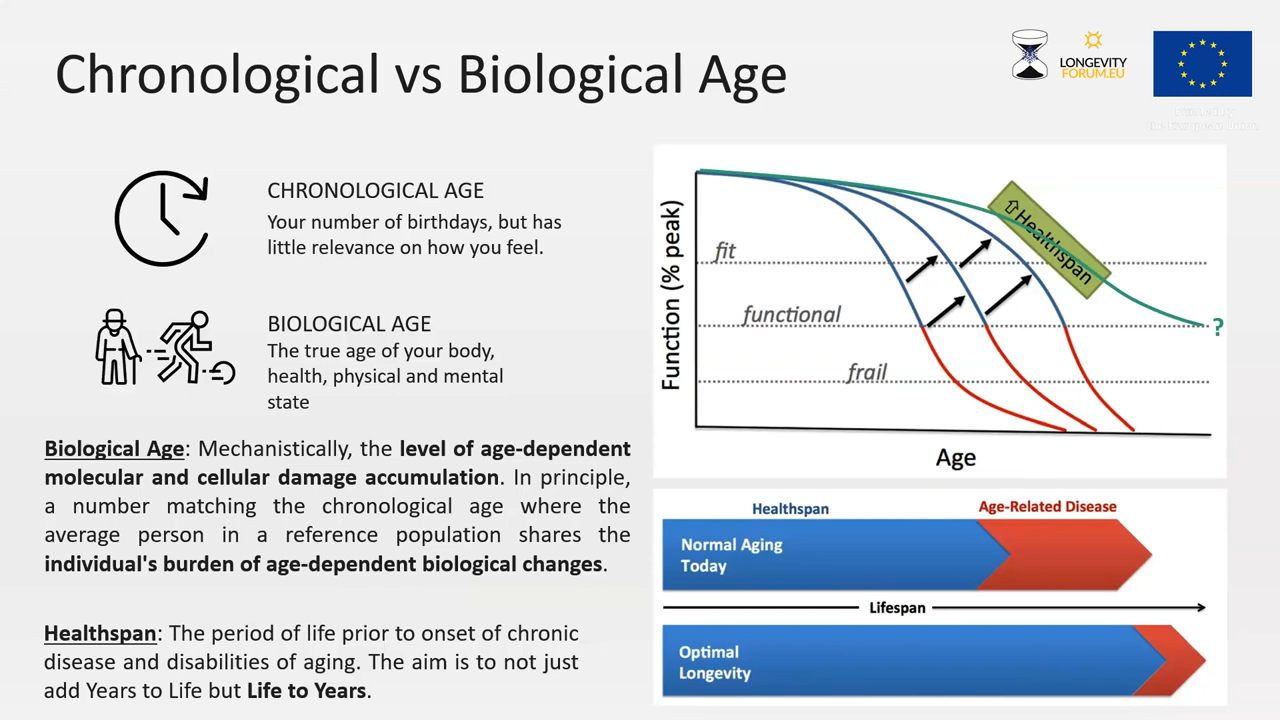 Chronological vs Biological Age
LONGEVITY
FORUM.EU
Funded by
the European Union
CHRONOLOGICAL AGE
Your number of birthdays, but has
little relevance on how you feel.
BIOLOGICAL AGE
The true age of your body,
health, physical and mental
state
Biological Age: Mechanistically, the level of age-dependent
molecular and cellular damage accumulation. In principle,
a number matching the chronological age where the
average person in a reference population shares the
individual's burden of age-dependent biological changes.
Healthspan: The period of life prior to onset of chronic
disease and disabilities of aging. The aim is to not just
add Years to Life but Life to Years.
Function (% peak)
fit
functional
frail
⇧Healthspan
?
Age
Healthspan
Age-Related Disease
Normal Aging
Today
Lifespan
Optimal
Longevity